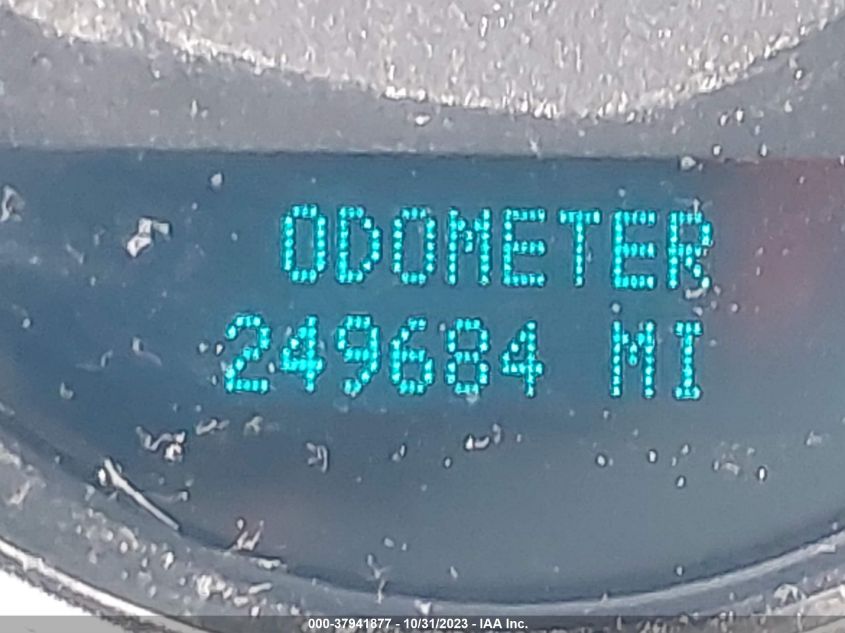 ODOMETER
249684 MI
000-37941877 - 10/31/2023 - IAA Inc.